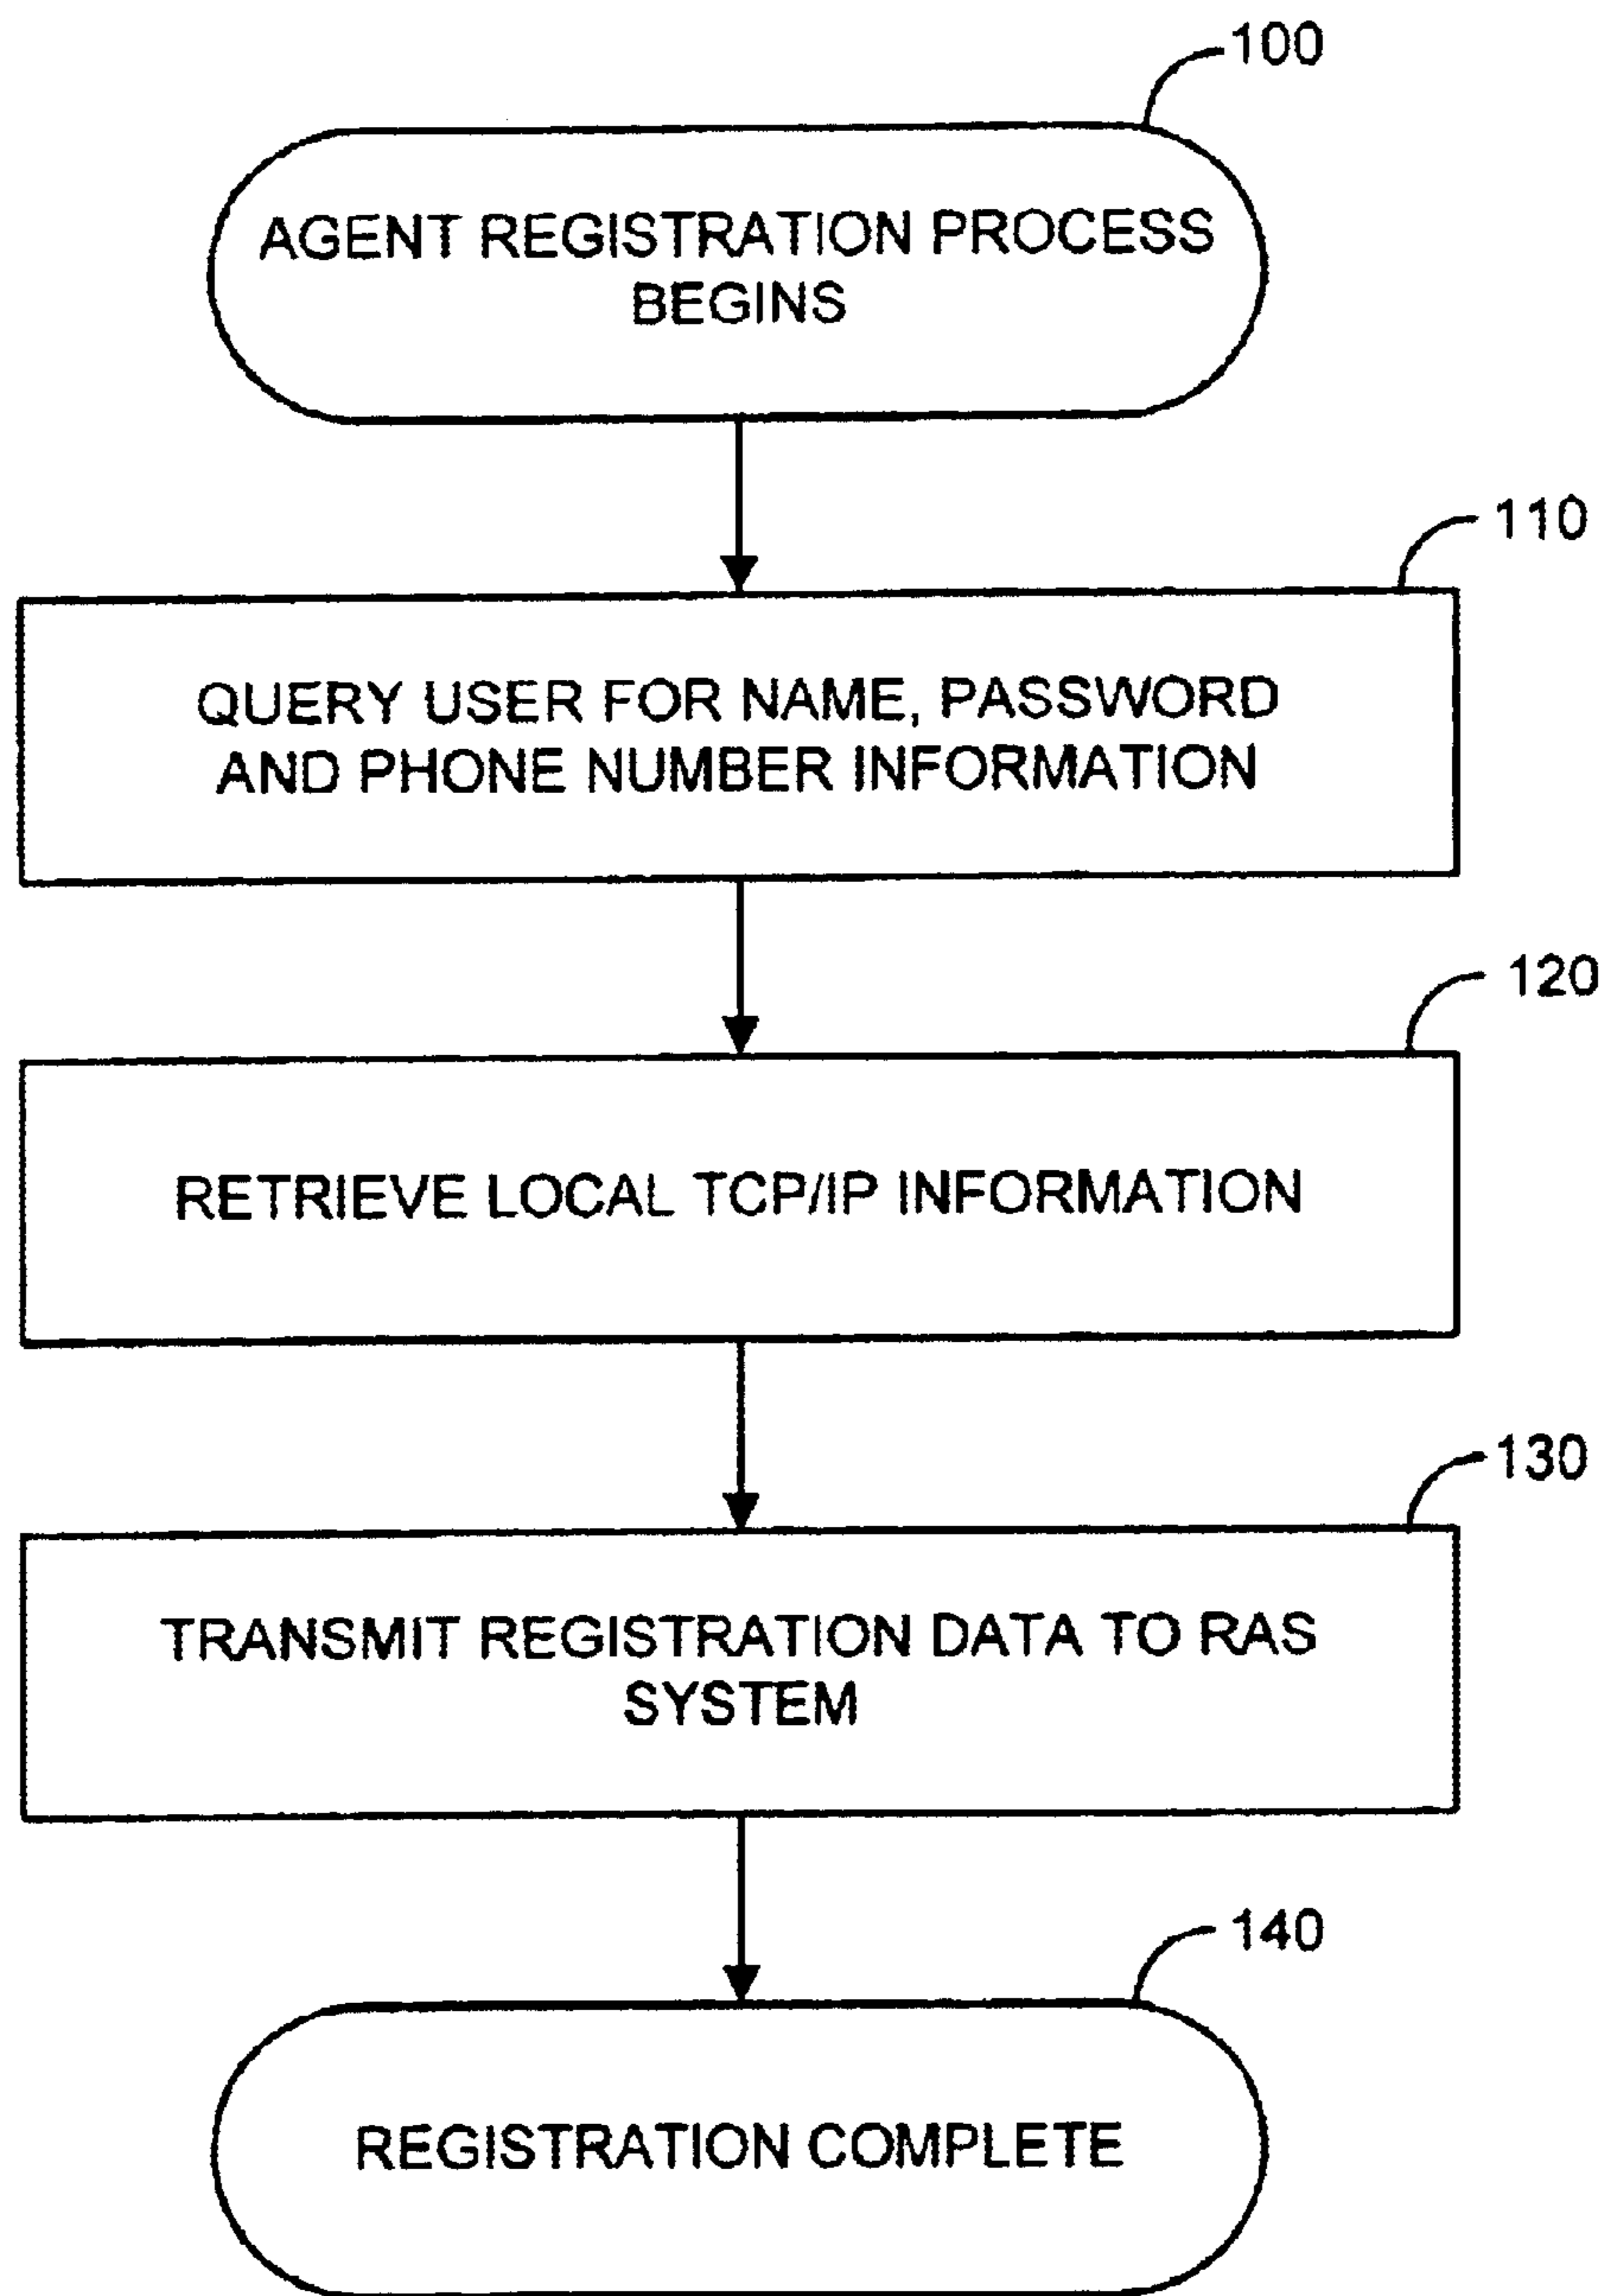 100
AGENT REGISTRATION PROCESS
BEGINS
110
QUERY USER FOR NAME, PASSWORD
AND PHONE NUMBER INFORMATION
120
RETRIEVE LOCAL TCP/IP INFORMATION
130
TRANSMIT REGISTRATION DATA TO RAS
SYSTEM
140
REGISTRATION COMPLETE